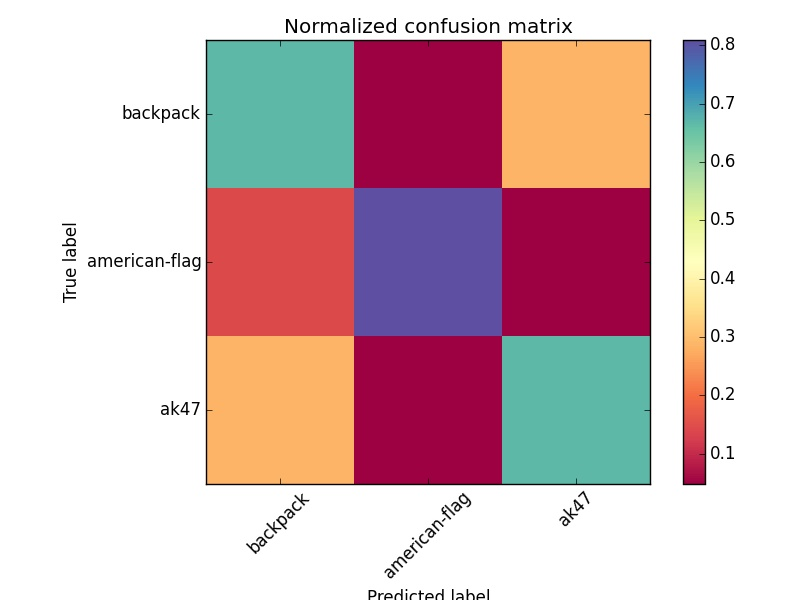 Normalized confusion matrix
backpack
american-flag
ak47
True label
backpack
american-flag
ak47
Predicted label
0.8
0.7
0.6
0.5
0.4
0.3
0.2
0.1